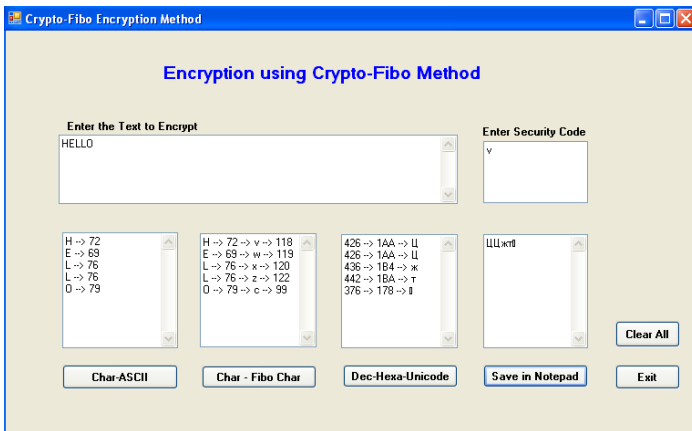 Crypto-Fibo Encryption Method
Encryption using Crypto-Fibo Method
Enter the Text to Encrypt
Enter Security Code
HELLO
v
H --> 72
E --> 69
L --> 76
L --> 76
O --> 79
H --> 72 --> v --> 118
E --> 69 --> w --> 119
L --> 76 --> x --> 120
L --> 76 --> z --> 122
O --> 79 --> c --> 99
426 --> 1AA --> Ц
426 --> 1AA --> Ц
436 --> 1B4 --> ж
442 --> 1BA --> т
376 --> 178 --> 
ЦЦжт
Clear All
Char-ASCII
Char - Fibo Char
Dec-Hexa-Unicode
Save in Notepad
Exit